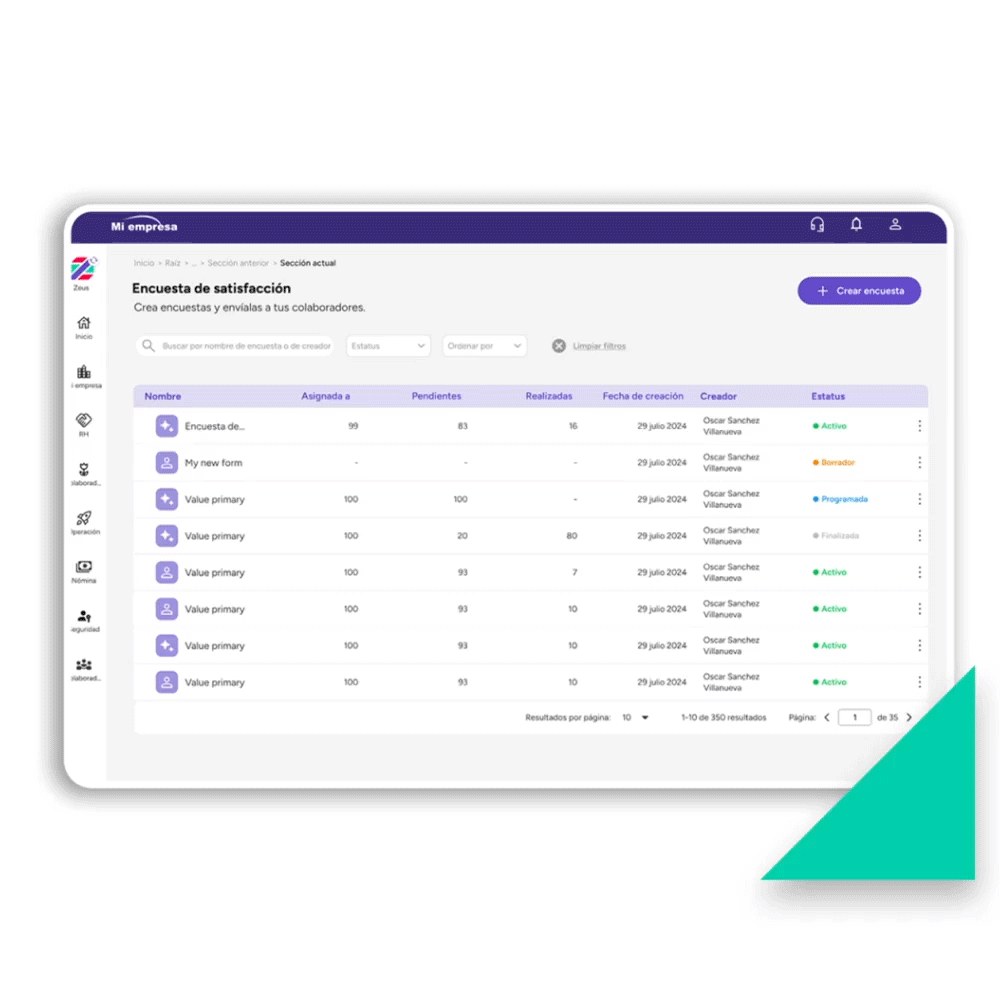 Mi empresa
Inicio > Raíz > ... > Sección anterior > Sección actual
Zeus
Encuesta de satisfacción
Crea encuestas y envíalas a tus colaboradores.
+ Crear encuesta
Inicio
Buscar por nombre de encuesta o de creador
Estatus
Ordenar por
Limpiar filtros
i empresa
RH
olaborad...
Operación
Nómina
eguridad
olaborad...
Nombre Asignada a Pendientes Realizadas Fecha de creación Creador Estatus
Encuesta de... 99 83 16 29 julio 2024 Oscar Sanchez Villanueva Activo
My new form - - - 29 julio 2024 Oscar Sanchez Villanueva Borrador
Value primary 100 100 - 29 julio 2024 Oscar Sanchez Villanueva Programada
Value primary 100 20 80 29 julio 2024 Oscar Sanchez Villanueva Finalizada
Value primary 100 93 7 29 julio 2024 Oscar Sanchez Villanueva Activo
Value primary 100 93 10 29 julio 2024 Oscar Sanchez Villanueva Activo
Value primary 100 93 10 29 julio 2024 Oscar Sanchez Villanueva Activo
Value primary 100 93 10 29 julio 2024 Oscar Sanchez Villanueva Activo
Resultados por página: 10 1-10 de 350 resultados Página: 1 de 35